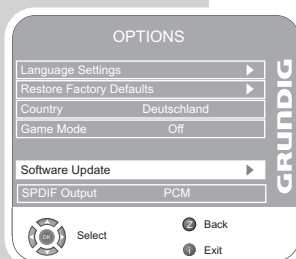 OPTIONS
Language Settings
Restore Factory Defaults
Country Deutschland
Game Mode Off
Software Update
SPDIF Output PCM
GRUNDIG
OK
Select
Z Back
i Exit